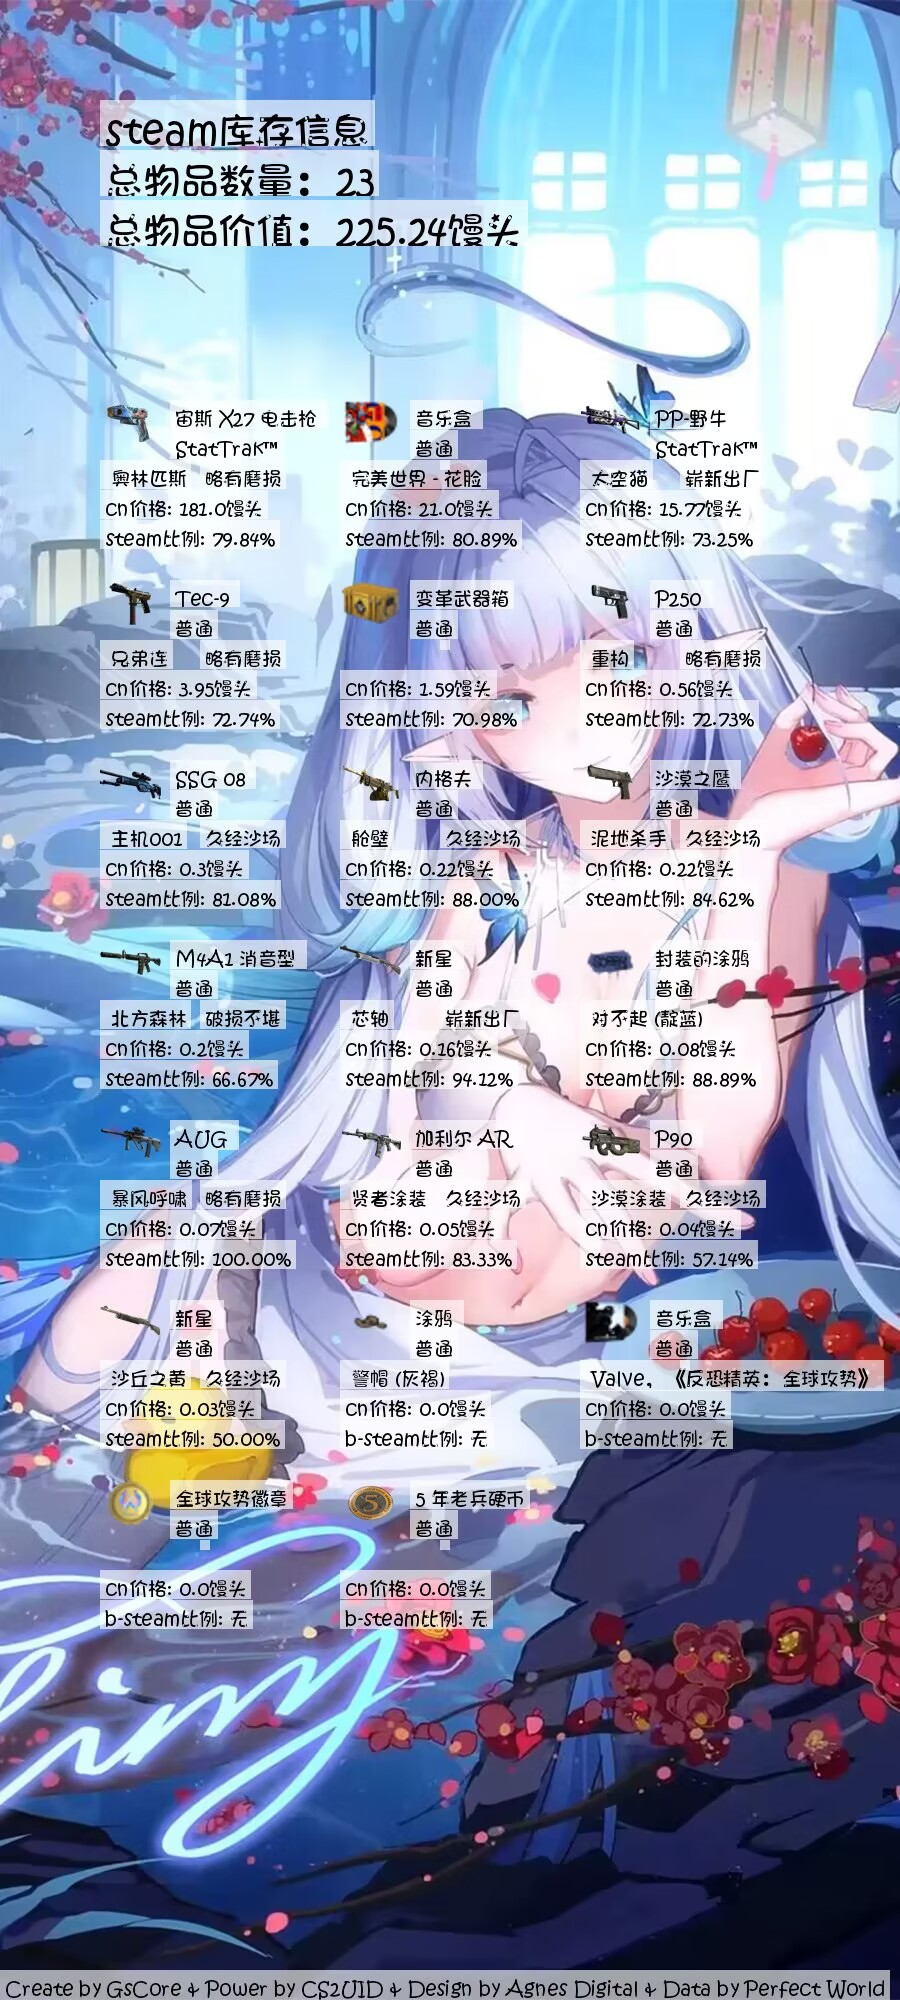 steam库存信息
总物品数量：23
总物品价值：225.24馒头
宙斯 X27 电击枪
StatTrak™
奥林匹斯 略有磨损
cn价格: 181.0馒头
steam比例: 79.84%
音乐盒
普通
完美世界 - 花脸
cn价格: 21.0馒头
steam比例: 80.89%
PP-野牛
StatTrak™
太空猫 崭新出厂
cn价格: 15.77馒头
steam比例: 73.25%
Tec-9
普通
兄弟连 略有磨损
cn价格: 3.95馒头
steam比例: 72.74%
变革武器箱
普通
cn价格: 1.59馒头
steam比例: 70.98%
P250
普通
重构 略有磨损
cn价格: 0.56馒头
steam比例: 72.73%
SSG 08
普通
主机001 久经沙场
cn价格: 0.3馒头
steam比例: 81.08%
内格夫
普通
舱壁 久经沙场
cn价格: 0.22馒头
steam比例: 88.00%
沙漠之鹰
普通
泥地杀手 久经沙场
cn价格: 0.22馒头
steam比例: 84.62%
M4A1 消音型
普通
北方森林 破损不堪
cn价格: 0.2馒头
steam比例: 66.67%
新星
普通
芯轴 崭新出厂
cn价格: 0.16馒头
steam比例: 94.12%
封装的涂鸦
普通
对不起 (靛蓝)
cn价格: 0.08馒头
steam比例: 88.89%
AUG
普通
暴风呼啸 略有磨损
cn价格: 0.07馒头
steam比例: 100.00%
加利尔 AR
普通
贤者涂装 久经沙场
cn价格: 0.05馒头
steam比例: 83.33%
P90
普通
沙漠涂装 久经沙场
cn价格: 0.04馒头
steam比例: 57.14%
新星
普通
沙丘之黄 久经沙场
cn价格: 0.03馒头
steam比例: 50.00%
涂鸦
普通
警帽 (灰褐)
cn价格: 0.0馒头
b-steam比例: 无
音乐盒
普通
Valve, 《反恐精英：全球攻势》
cn价格: 0.0馒头
b-steam比例: 无
全球攻势徽章
普通
cn价格: 0.0馒头
b-steam比例: 无
5 年老兵硬币
普通
cn价格: 0.0馒头
b-steam比例: 无
Create by GsCore & Power by CS2UID & Design by Agnes Digital & Data by Perfect World